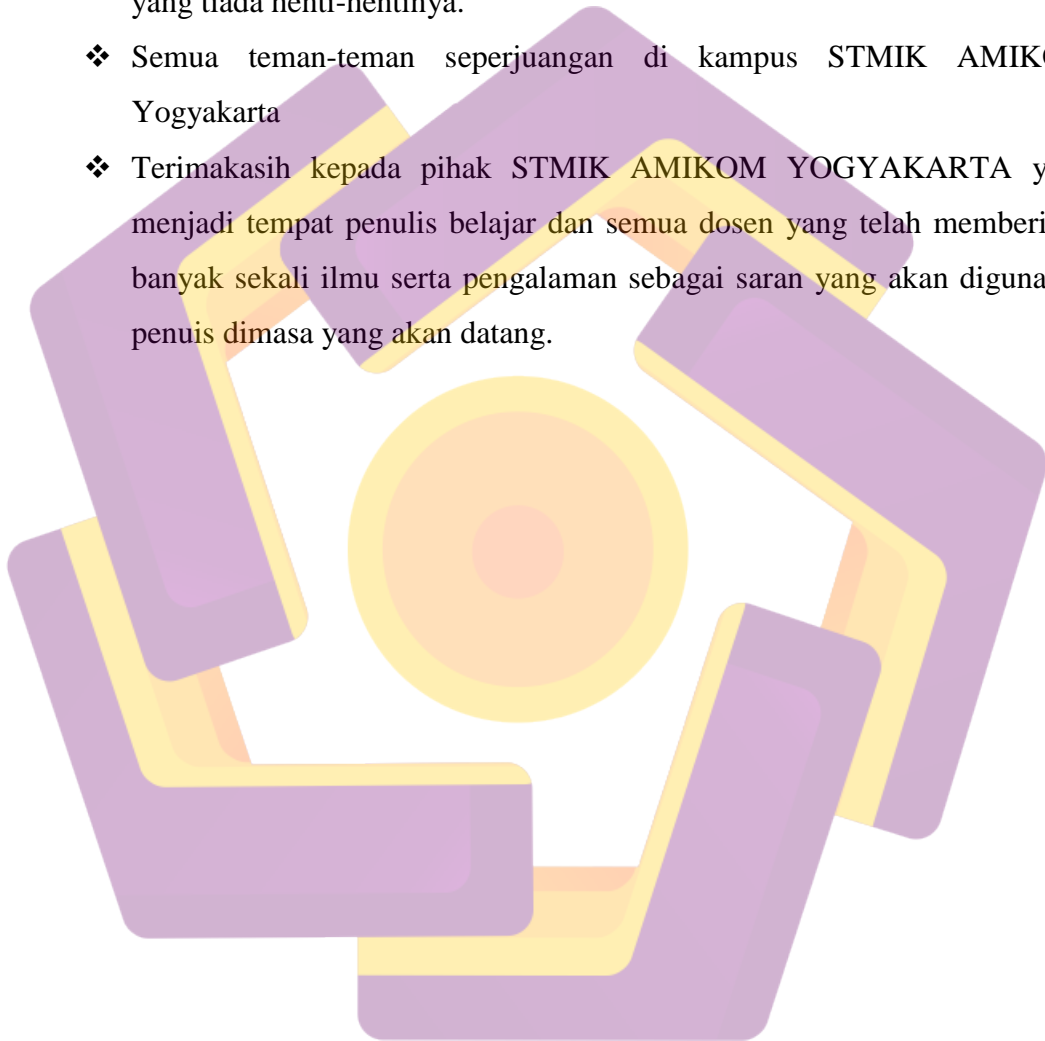 yang tiada henti-hentinya.
❖ Semua teman-teman seperjuangan di kampus STMIK AMIKO
Yogyakarta
❖ Terimakasih kepada pihak STMIK AMIKOM YOGYAKARTA y
menjadi tempat penulis belajar dan semua dosen yang telah memberi
banyak sekali ilmu serta pengalaman sebagai saran yang akan diguna
penuis dimasa yang akan datang.